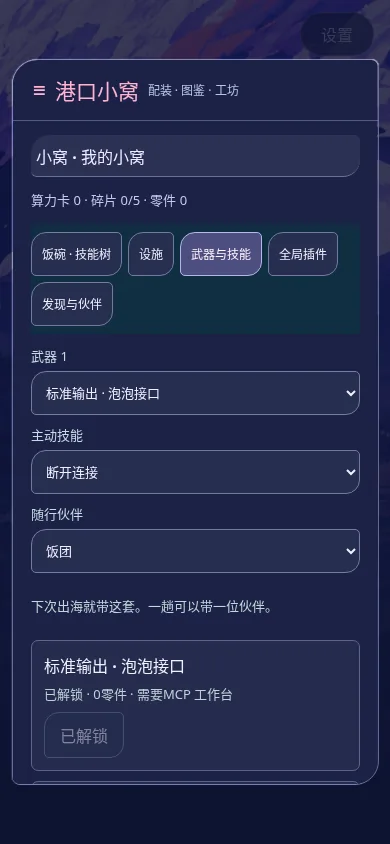 设置
港口小窝 配装 · 图鉴 · 工坊
小窝 · 我的小窝
算力卡 0 · 碎片 0/5 · 零件 0
饭碗 · 技能树 设施 武器与技能 全局插件
发现与伙伴
武器 1
标准输出 · 泡泡接口
主动技能
断开连接
随行伙伴
饭团
下次出海就带这套。一趟可以带一位伙伴。
标准输出 · 泡泡接口
已解锁 · 0零件 · 需要MCP 工作台
已解锁